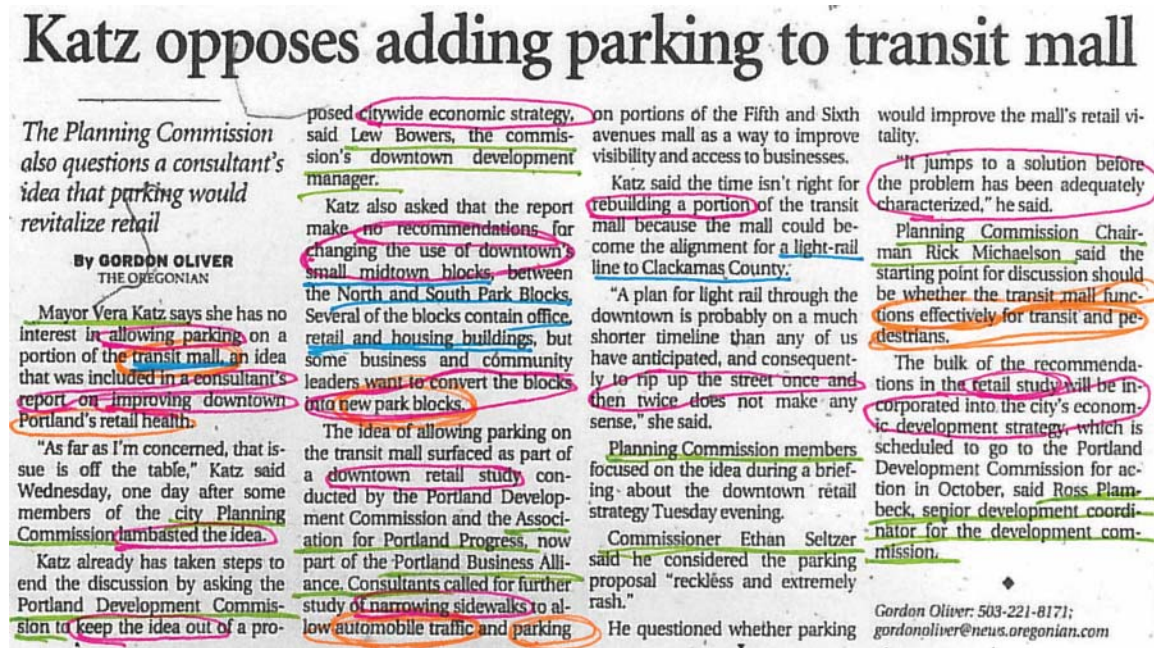 Katz opposes adding parking to transit mall
The Planning Commission
also questions a consultant's
idea that parking would
revitalize retail
By GORDON OLIVER
THE OREGONIAN
Mayor Vera Katz says she has no
interest in allowing parking on a
portion of the transit mall, an idea
that was included in a consultant's
report on improving downtown
Portland's retail health.
"As far as I'm concerned, that is-
sue is off the table," Katz said
Wednesday, one day after some
members of the city Planning
Commission lambasted the idea.
Katz already has taken steps to
end the discussion by asking the
Portland Development Commis-
sion to keep the idea out of a pro-
posed citywide economic strategy,
said Lew Bowers, the commis-
sion's downtown development
manager.
Katz also asked that the report
make no recommendations for
changing the use of downtown's
small midtown blocks, between
the North and South Park Blocks.
Several of the blocks contain office,
retail and housing buildings, but
some business and community
leaders want to convert the blocks
into new park blocks.
The idea of allowing parking on
the transit mall surfaced as part of
a downtown retail study con-
ducted by the Portland Develop-
ment Commission and the Associ-
ation for Portland Progress, now
part of the Portland Business Alli-
ance. Consultants called for further
study of narrowing sidewalks to al-
low automobile traffic and parking
on portions of the Fifth and Sixth
avenues mall as a way to improve
visibility and access to businesses.
Katz said the time isn't right for
rebuilding a portion of the transit
mall because the mall could be-
come the alignment for a light-rail
line to Clackamas County.
"A plan for light rail through the
downtown is probably on a much
shorter timeline than any of us
have anticipated, and consequent-
ly to rip up the street once and
then twice does not make any
sense," she said.
Planning Commission members
focused on the idea during a brief-
ing about the downtown retail
strategy Tuesday evening.
Commissioner Ethan Seltzer
said he considered the parking
proposal "reckless and extremely
rash."
He questioned whether parking
would improve the mall's retail vi-
tality.
"It jumps to a solution before
the problem has been adequately
characterized," he said.
Planning Commission Chair-
man Rick Michaelson said the
starting point for discussion should
be whether the transit mall func-
tions effectively for transit and pe-
destrians.
The bulk of the recommenda-
tions in the retail study will be in-
corporated into the city's econom-
ic development strategy, which is
scheduled to go to the Portland
Development Commission for ac-
tion in October, said Ross Plam-
beck, senior development coordi-
nator for the development com-
mission.
Gordon Oliver: 503-221-8171;
gordonoliver@news.oregonian.com